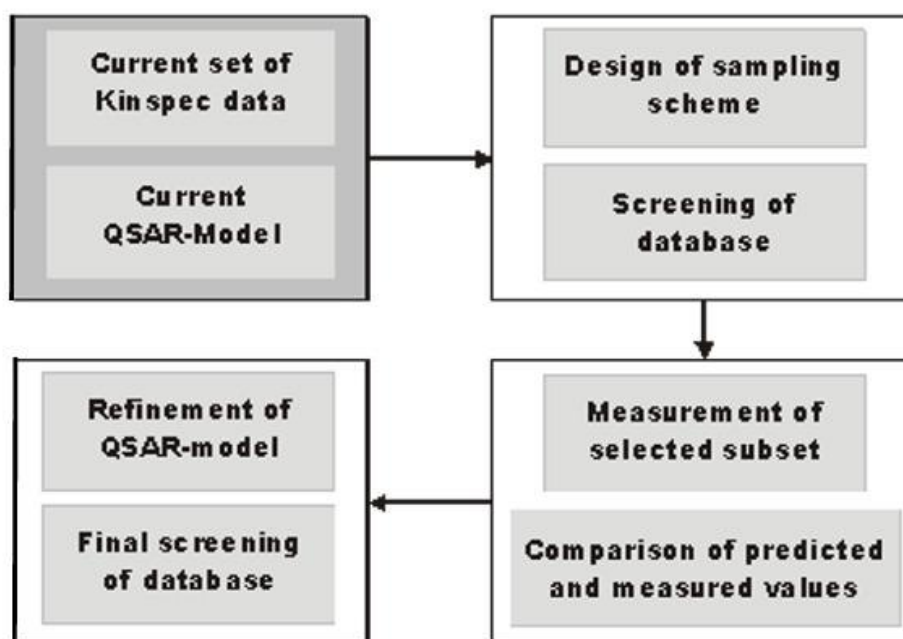 Current set of
Kinspec data
Current
QSAR-Model
Design of sampling
scheme
Screening of
database
Measurement of
selected subset
Comparison of predicted
and measured values
Refinement of
QSAR-model
Final screening
of database